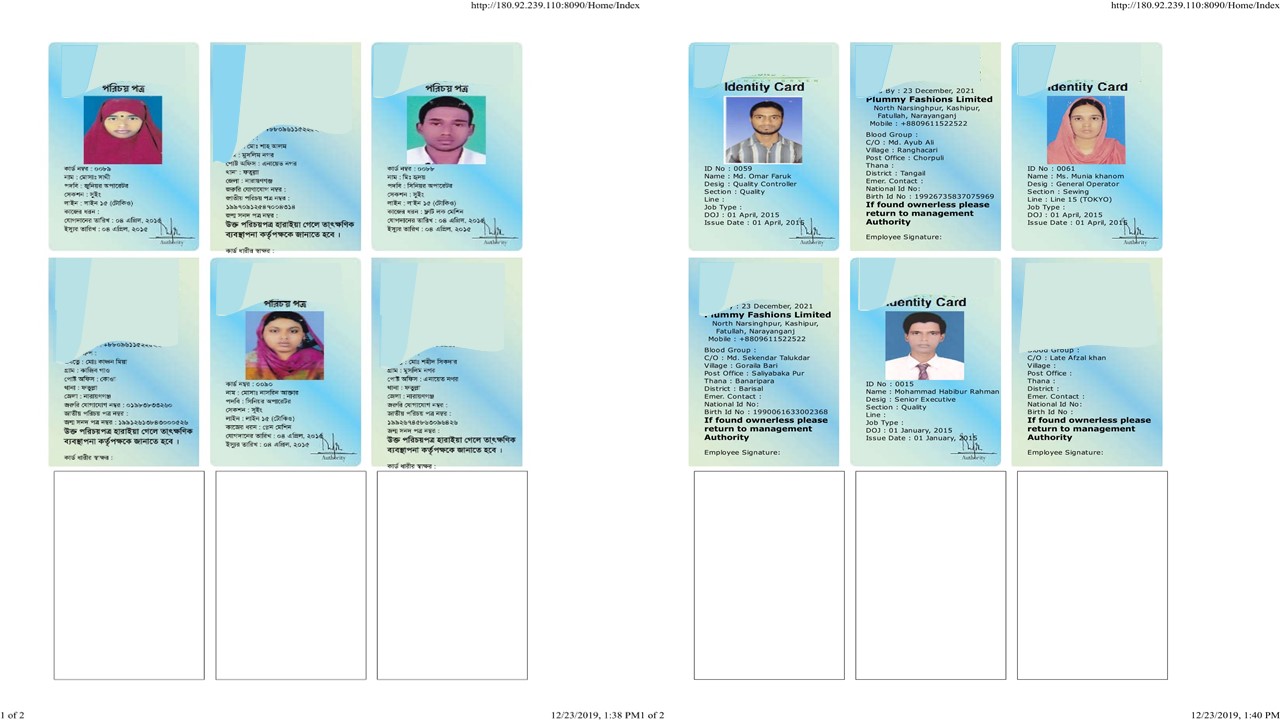 http://180.92.239.110:8090/Home/Index
পরিচয় পত্র
কার্ড নম্বর : ০০৮৯
নাম : মোসাঃ সাথী
পদবি : জুনিয়র অপারেটর
সেকশন : সুইং
লাইন : লাইন ১৫ (টোকিও)
কাজের ধরন :
যোগদানের তারিখ : ০৪ এপ্রিল, ২০১৫
ইস্যুর তারিখ : ০৪ এপ্রিল, ২০১৫
Authority
: মোঃ শাহ আলম
: মুসলিম নগর
পোষ্ট অফিস : এনায়েত নগর
থানা : ফতুল্লা
জেলা : নারায়ণগঞ্জ
জরুরি যোগাযোগ নম্বর :
জাতীয় পরিচয় পত্র নম্বর :
১৯৯৭০৯১২৫৪৭০০৪৩১৪
জন্ম সনদ পত্র নম্বর :
উক্ত পরিচয়পত্র হারাইয়া গেলে তাৎক্ষণিক
ব্যবস্থাপনা কর্তৃপক্ষকে জানাতে হবে ।
কার্ড ধারীর স্বাক্ষর :
পরিচয় পত্র
কার্ড নম্বর : ০০৮৮
নাম : মিঃ হৃদয়
পদবি : সিনিয়র অপারেটর
সেকশন : সুইং
লাইন : লাইন ১৫ (টোকিও)
কাজের ধরন : ফ্লাট লক মেশিন
যোগদানের তারিখ : ০৪ এপ্রিল, ২০১৫
ইস্যুর তারিখ : ০৪ এপ্রিল, ২০১৫
Authority
: মোঃ কাঞ্চন মিয়া
গ্রাম : কাজির গাও
পোষ্ট অফিস : কোতা
থানা : ফতুল্লা
জেলা : নারায়ণগঞ্জ
জরুরি যোগাযোগ নম্বর : ০১৯৮৩৮৩৩২৬০
জাতীয় পরিচয় পত্র নম্বর :
জন্ম সনদ পত্র নম্বর : ১৯৯১২৬১৩৮৪৩০০০৫২৬
উক্ত পরিচয়পত্র হারাইয়া গেলে তাৎক্ষণিক
ব্যবস্থাপনা কর্তৃপক্ষকে জানাতে হবে ।
কার্ড ধারীর স্বাক্ষর :
পরিচয় পত্র
কার্ড নম্বর : ০০৯০
নাম : মোসাঃ নাসরিন আক্তার
পদবি : সিনিয়র অপারেটর
সেকশন : সুইং
লাইন : লাইন ১৫ (টোকিও)
কাজের ধরন : চেন মেশিন
যোগদানের তারিখ : ০৪ এপ্রিল, ২০১৫
ইস্যুর তারিখ : ০৪ এপ্রিল, ২০১৫
Authority
: মোঃ শহীদ সিকদার
গ্রাম : মুসলিম নগর
পোষ্ট অফিস : এনায়েত নগর
থানা : ফতুল্লা
জেলা : নারায়ণগঞ্জ
জরুরি যোগাযোগ নম্বর :
জাতীয় পরিচয় পত্র নম্বর :
১৯৯২৬৭৪৫৮৬৩০৯৬৪২৬
জন্ম সনদ পত্র নম্বর :
উক্ত পরিচয়পত্র হারাইয়া গেলে তাৎক্ষণিক
ব্যবস্থাপনা কর্তৃপক্ষকে জানাতে হবে ।
কার্ড ধারীর স্বাক্ষর :
1 of 2
12/23/2019, 1:38 PM
http://180.92.239.110:8090/Home/Index
Identity Card
ID No : 0059
Name : Md. Omar Faruk
Desig : Quality Controller
Section : Quality
Line :
Job Type :
DOJ : 01 April, 2015
Issue Date : 01 April, 2015
Authority
By : 23 December, 2021
Plummy Fashions Limited
North Narsinghpur, Kashipur,
Fatullah, Narayanganj
Mobile : +8809611522522
Blood Group :
C/O : Md. Ayub Ali
Village : Ranghacari
Post Office : Chorpuli
Thana :
District : Tangail
Emer. Contact :
National Id No:
Birth Id No : 19926735837075969
If found ownerless please
return to management
Authority
Employee Signature:
Identity Card
ID No : 0061
Name : Ms. Munia khanom
Desig : General Operator
Section : Sewing
Line : Line 15 (TOKYO)
Job Type :
DOJ : 01 April, 2015
Issue Date : 01 April, 2015
Authority
: 23 December, 2021
Plummy Fashions Limited
North Narsinghpur, Kashipur,
Fatullah, Narayanganj
Mobile : +8809611522522
Blood Group :
C/O : Md. Sekendar Talukdar
Village : Goraila Bari
Post Office : Saliyabaka Pur
Thana : Banaripara
District : Barisal
Emer. Contact :
National Id No:
Birth Id No : 1990061633002368
If found ownerless please
return to management
Authority
Employee Signature:
Identity Card
ID No : 0015
Name : Mohammad Habibur Rahman
Desig : Senior Executive
Section : Quality
Line :
Job Type :
DOJ : 01 January, 2015
Issue Date : 01 January, 2015
Authority
Blood Group :
C/O : Late Afzal khan
Village :
Post Office :
Thana :
District :
Emer. Contact :
National Id No:
Birth Id No :
If found ownerless please
return to management
Authority
Employee Signature:
1 of 2
12/23/2019, 1:40 PM